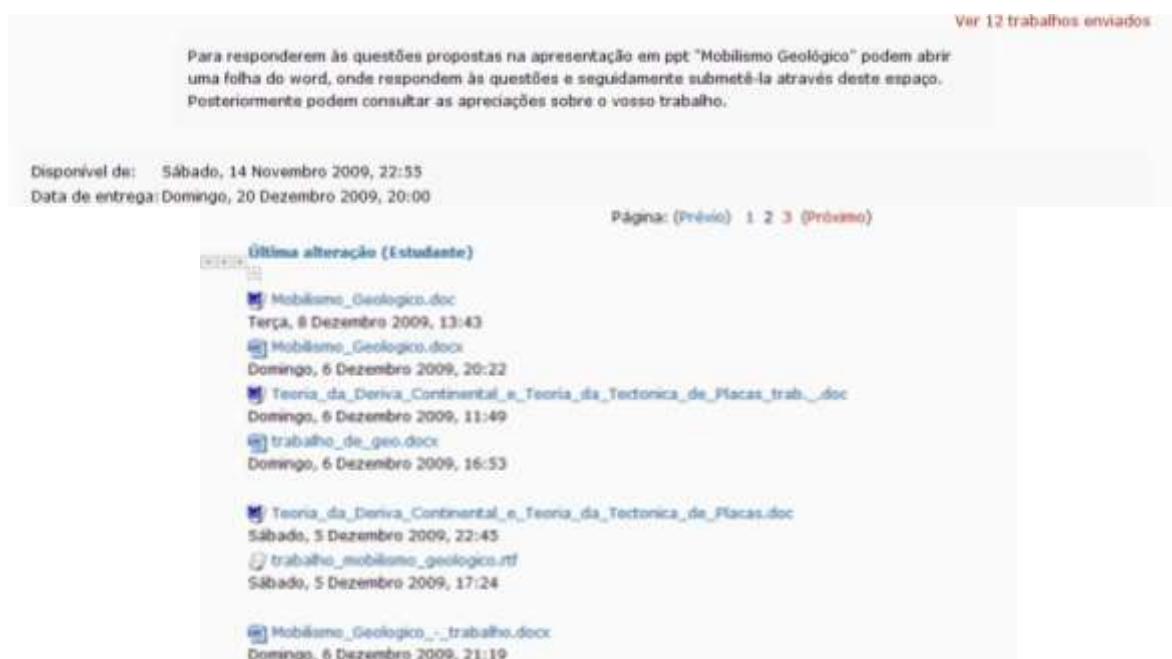 Ver 12 trabalhos enviados
Para responderem às questões propostas na apresentação em ppt "Mobilismo Geológico" podem abrir
uma folha do word, onde respondem às questões e seguidamente submetê-la através deste espaço.
Posteriormente podem consultar as apreciações sobre o vosso trabalho.
Disponível de: Sábado, 14 Novembro 2009, 22:55
Data de entrega: Domingo, 20 Dezembro 2009, 20:00
Página: (Prévio) 1 2 3 (Próximo)
Última alteração (Estudante)
Mobilismo_Geologico.doc
Terça, 8 Dezembro 2009, 13:43
Mobilismo_Geologico.docx
Domingo, 6 Dezembro 2009, 20:22
Teoria_da_Deriva_Continental_e_Teoria_da_Tectonica_de_Placas_trab._.doc
Domingo, 6 Dezembro 2009, 11:49
trabalho_de_geo.docx
Domingo, 6 Dezembro 2009, 16:53
Teoria_da_Deriva_Continental_e_Teoria_da_Tectonica_de_Placas.doc
Sábado, 5 Dezembro 2009, 22:45
trabalho_mobilismo_geologico.rtf
Sábado, 5 Dezembro 2009, 17:24
Mobilismo_Geologico_-_trabalho.docx
Domingo, 6 Dezembro 2009, 21:19